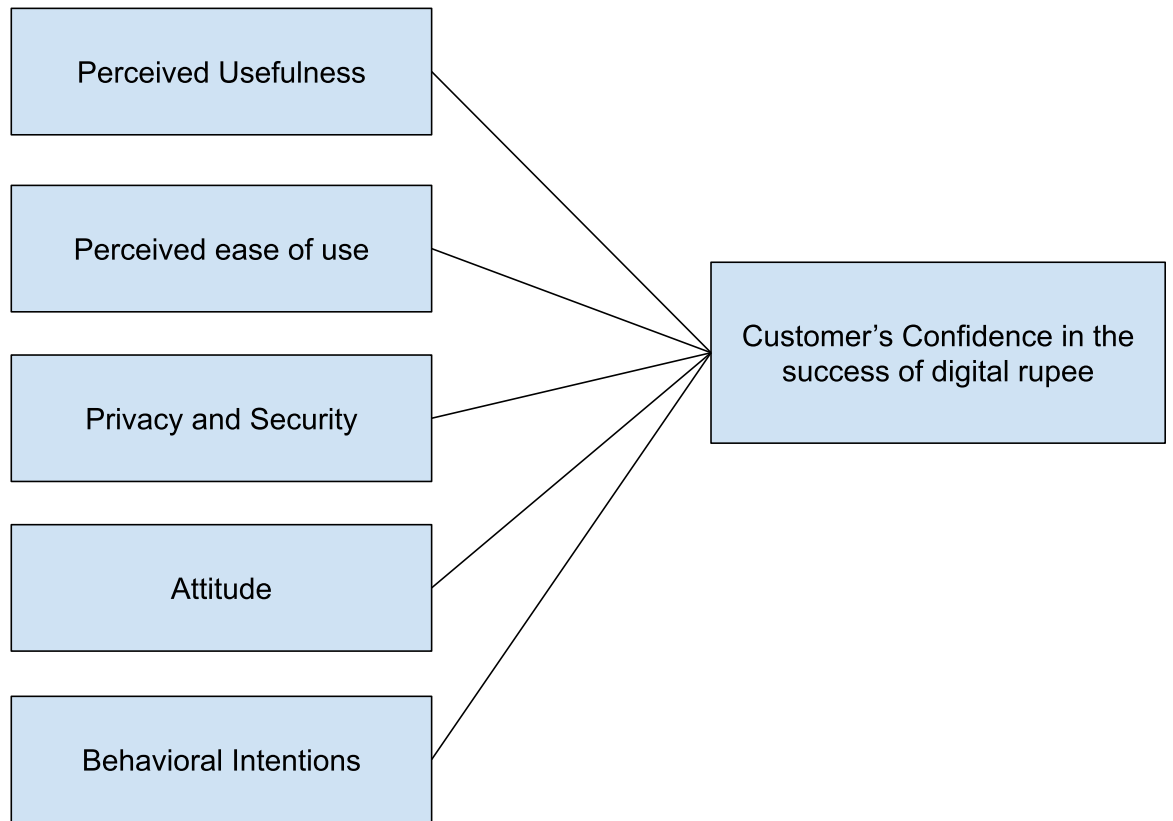 Perceived Usefulness
Perceived ease of use
Privacy and Security
Attitude
Behavioral Intentions
Customer’s Confidence in the
success of digital rupee